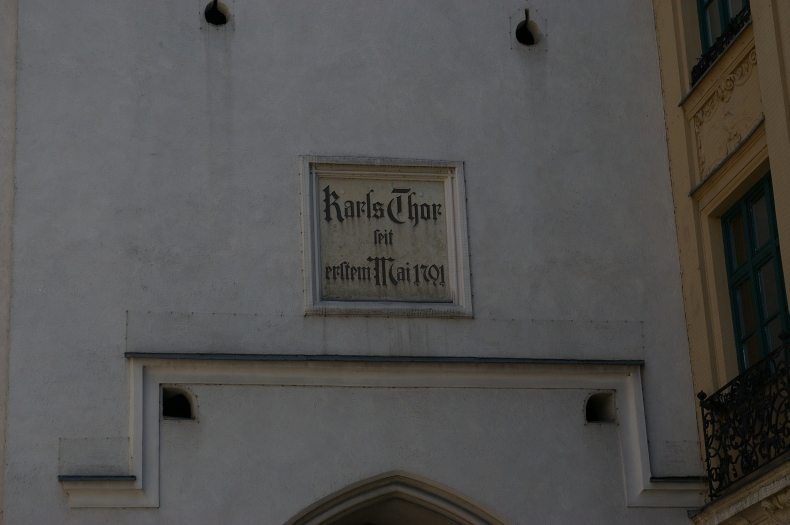 Karls Thor
seit
erstem Mai 1791